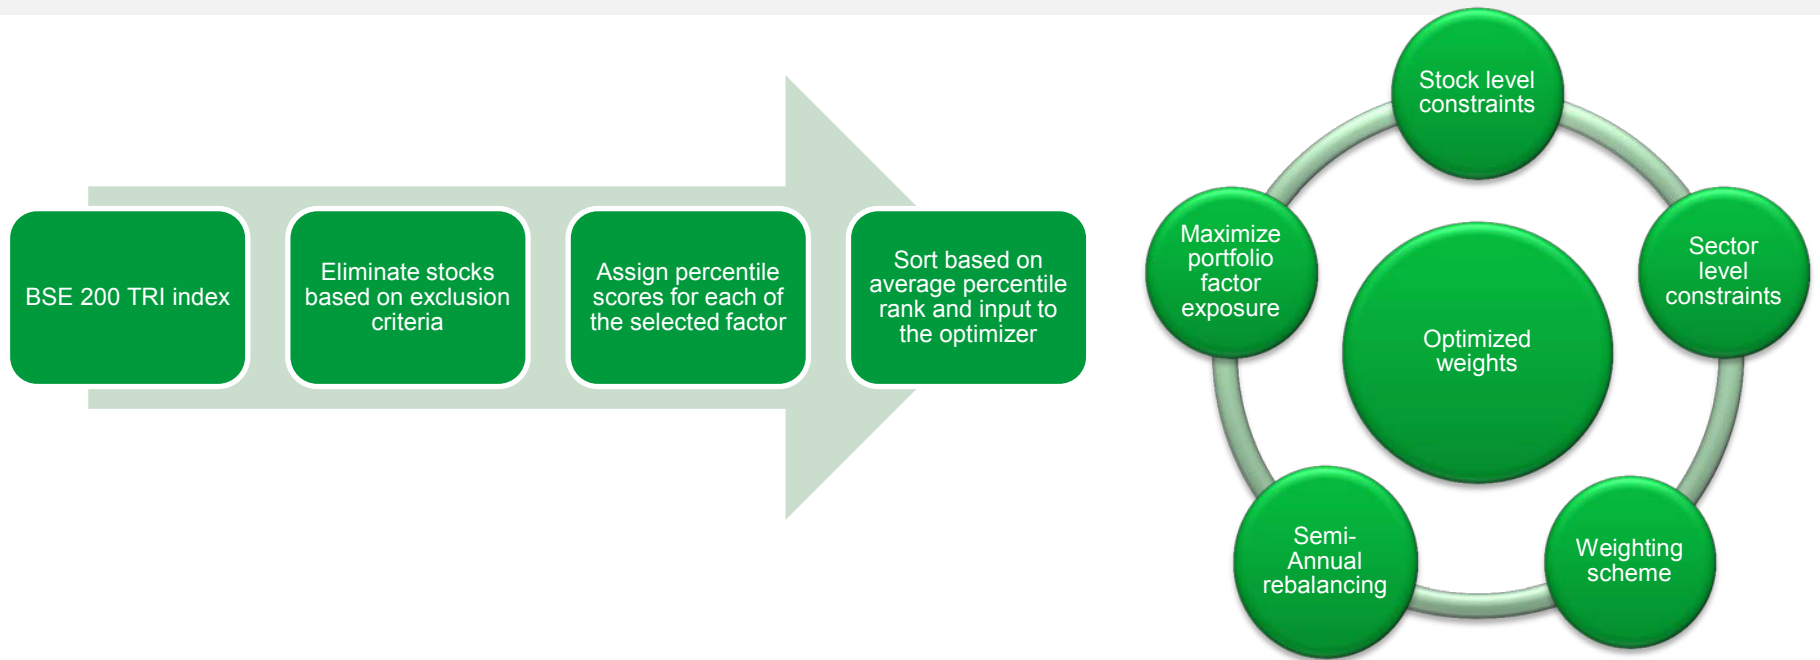 BSE 200 TRI index
Eliminate stocks
based on exclusion
criteria
Assign percentile
scores for each of
the selected factor
Sort based on
average percentile
rank and input to
the optimizer
Stock level
constraints
Sector
level
constraints
Weighting
scheme
Semi-
Annual
rebalancing
Maximize
portfolio
factor
exposure
Optimized
weights